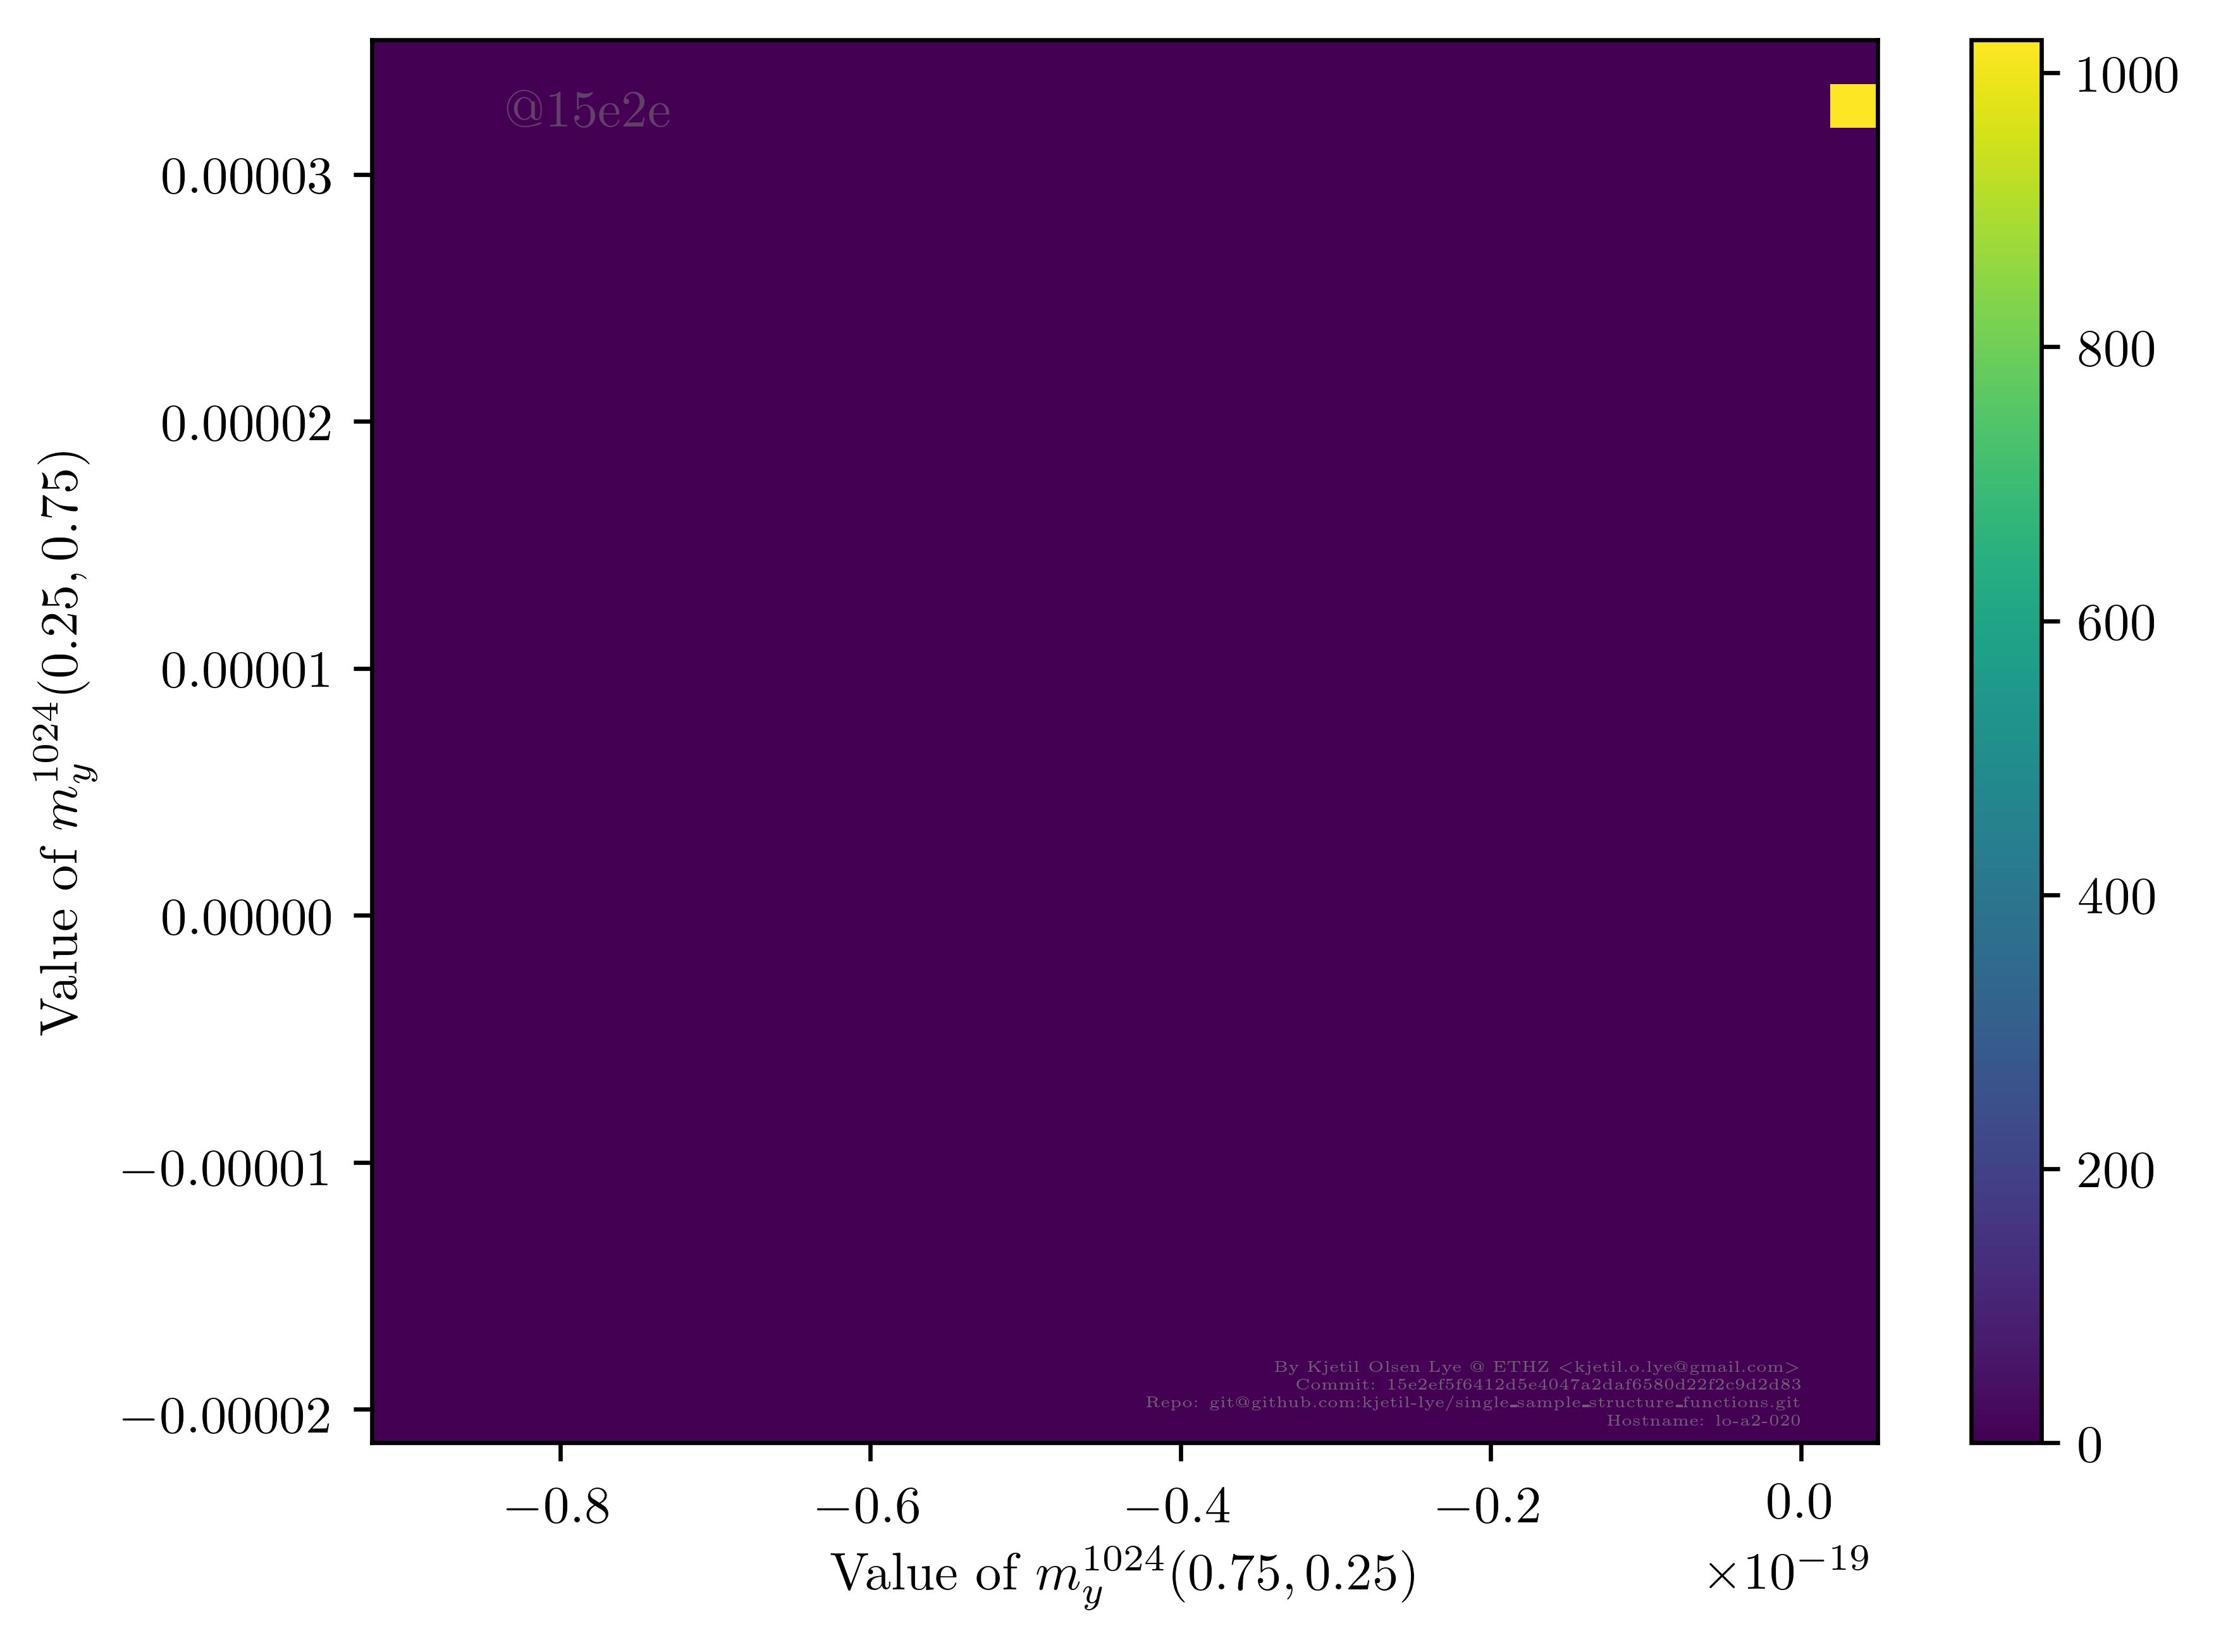 @15e2e
1000
800
600
400
200
0
0.00003
0.00002
0.00001
0.00000
−0.00001
−0.00002
Value of $m_y^{1024}(0.25, 0.75)$
By Kjetil Olsen Lye @ ETHZ <kjetil.o.lye@gmail.com>
Commit: 15e2ef5f6412d5e4047a2daf6580d22f2c9d2d83
Repo: git@github.com:kjetil-lye/single_sample_structure_functions.git
Hostname: lo-a2-020
−0.8 −0.6 −0.4 −0.2 0.0
Value of $m_y^{1024}(0.75, 0.25)$
×10⁻¹⁹